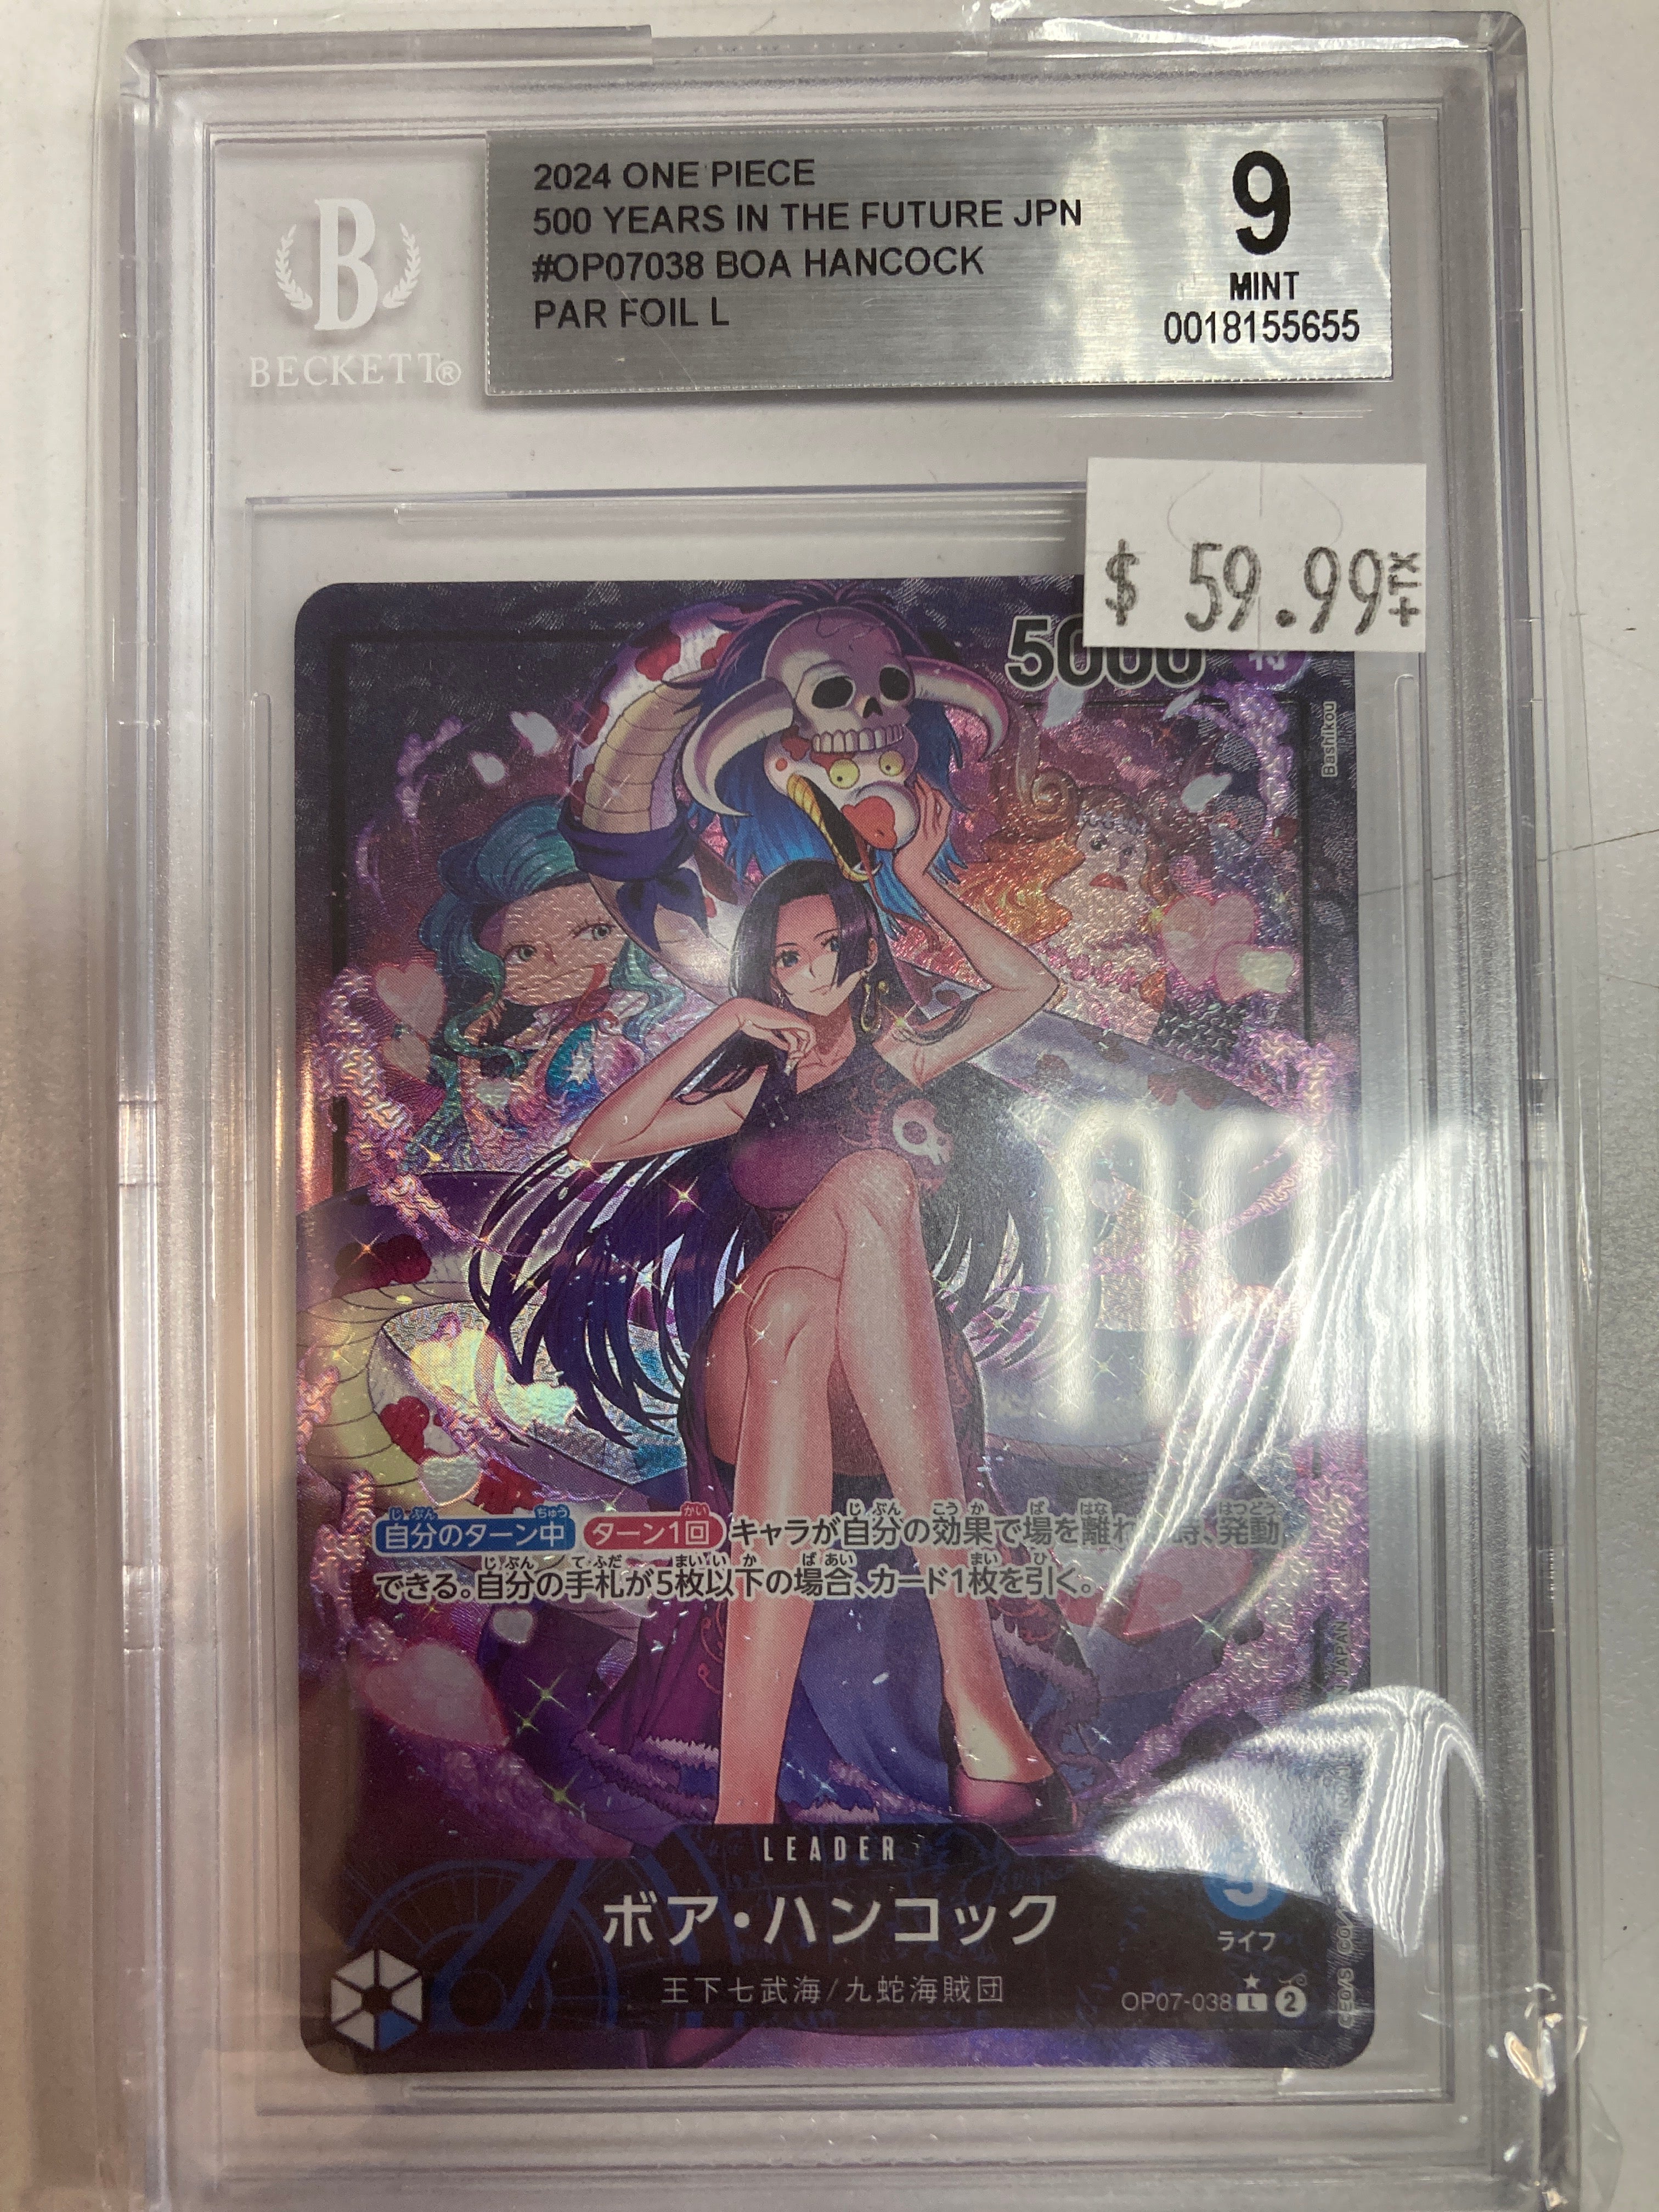 2024 ONE PIECE
500 YEARS IN THE FUTURE JPN
#OP07038 BOA HANCOCK
PAR FOIL L
9
MINT
0018155655
B
BECKETT®
$ 59.99+TX
5000
特
Bashikou
自分のターン中 ターン1回 キャラが自分の効果で場を離れ 時、発動
できる。自分の手札が5枚以下の場合、カード1枚を引く。
JAPAN
LEADER
ボア・ハンコック
5
ライフ
王下七武海/九蛇海賊団
OP07-038 L 2